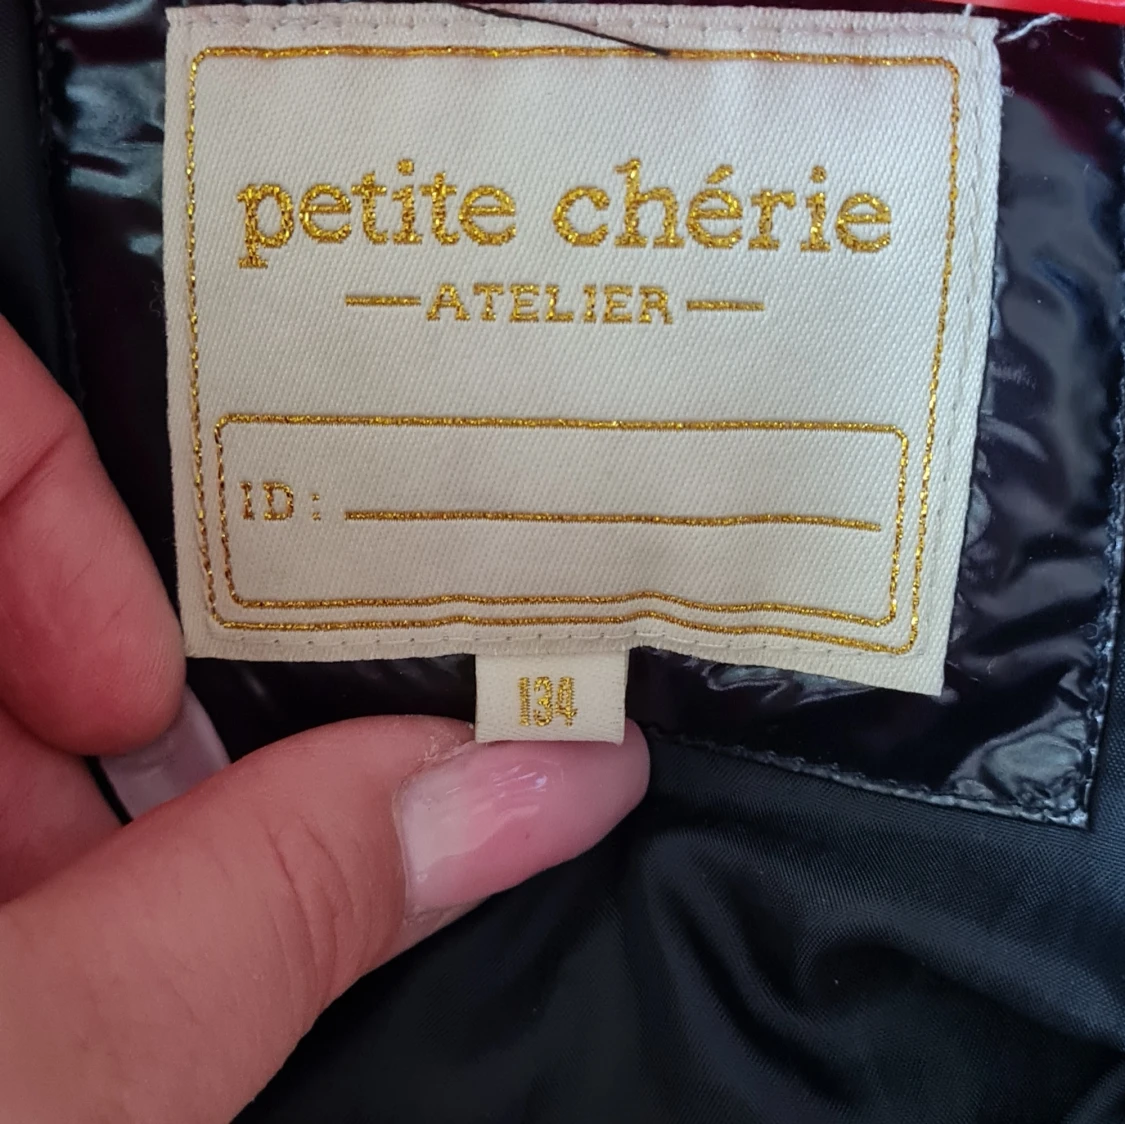 petite chérie
ATELIER
ID:
134